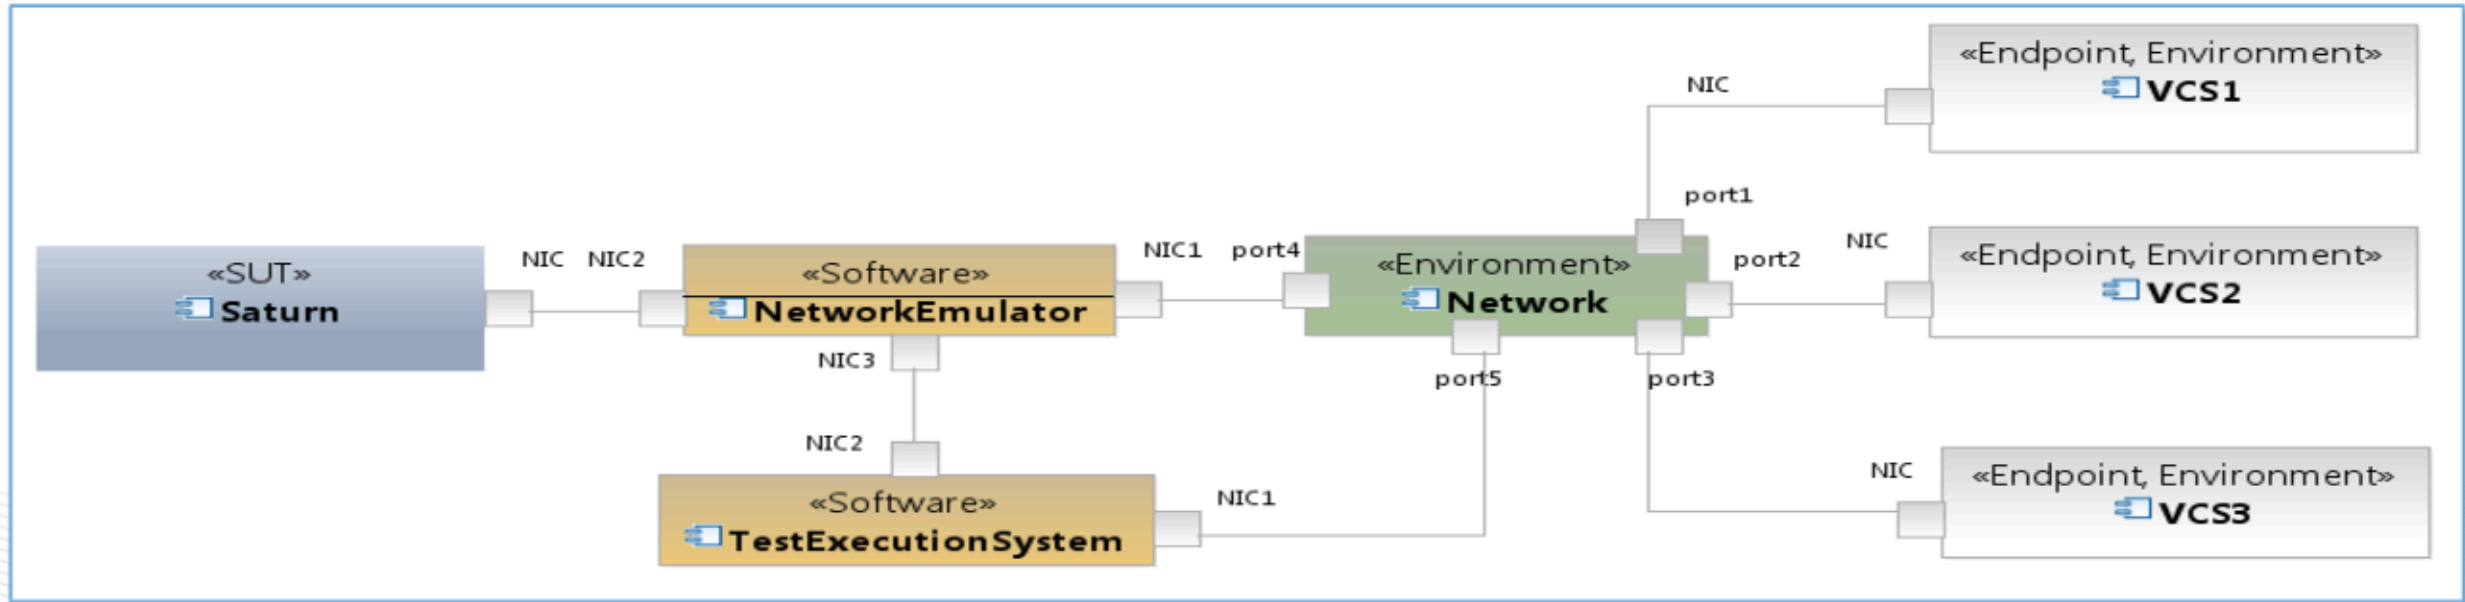 «SUT»
Saturn
NIC
NIC2
«Software»
NetworkEmulator
NIC1
port4
NIC3
NIC2
«Software»
TestExecutionSystem
NIC1
«Environment»
Network
port1
port2
port3
port5
NIC
«Endpoint, Environment»
VCS1
NIC
«Endpoint, Environment»
VCS2
NIC
«Endpoint, Environment»
VCS3